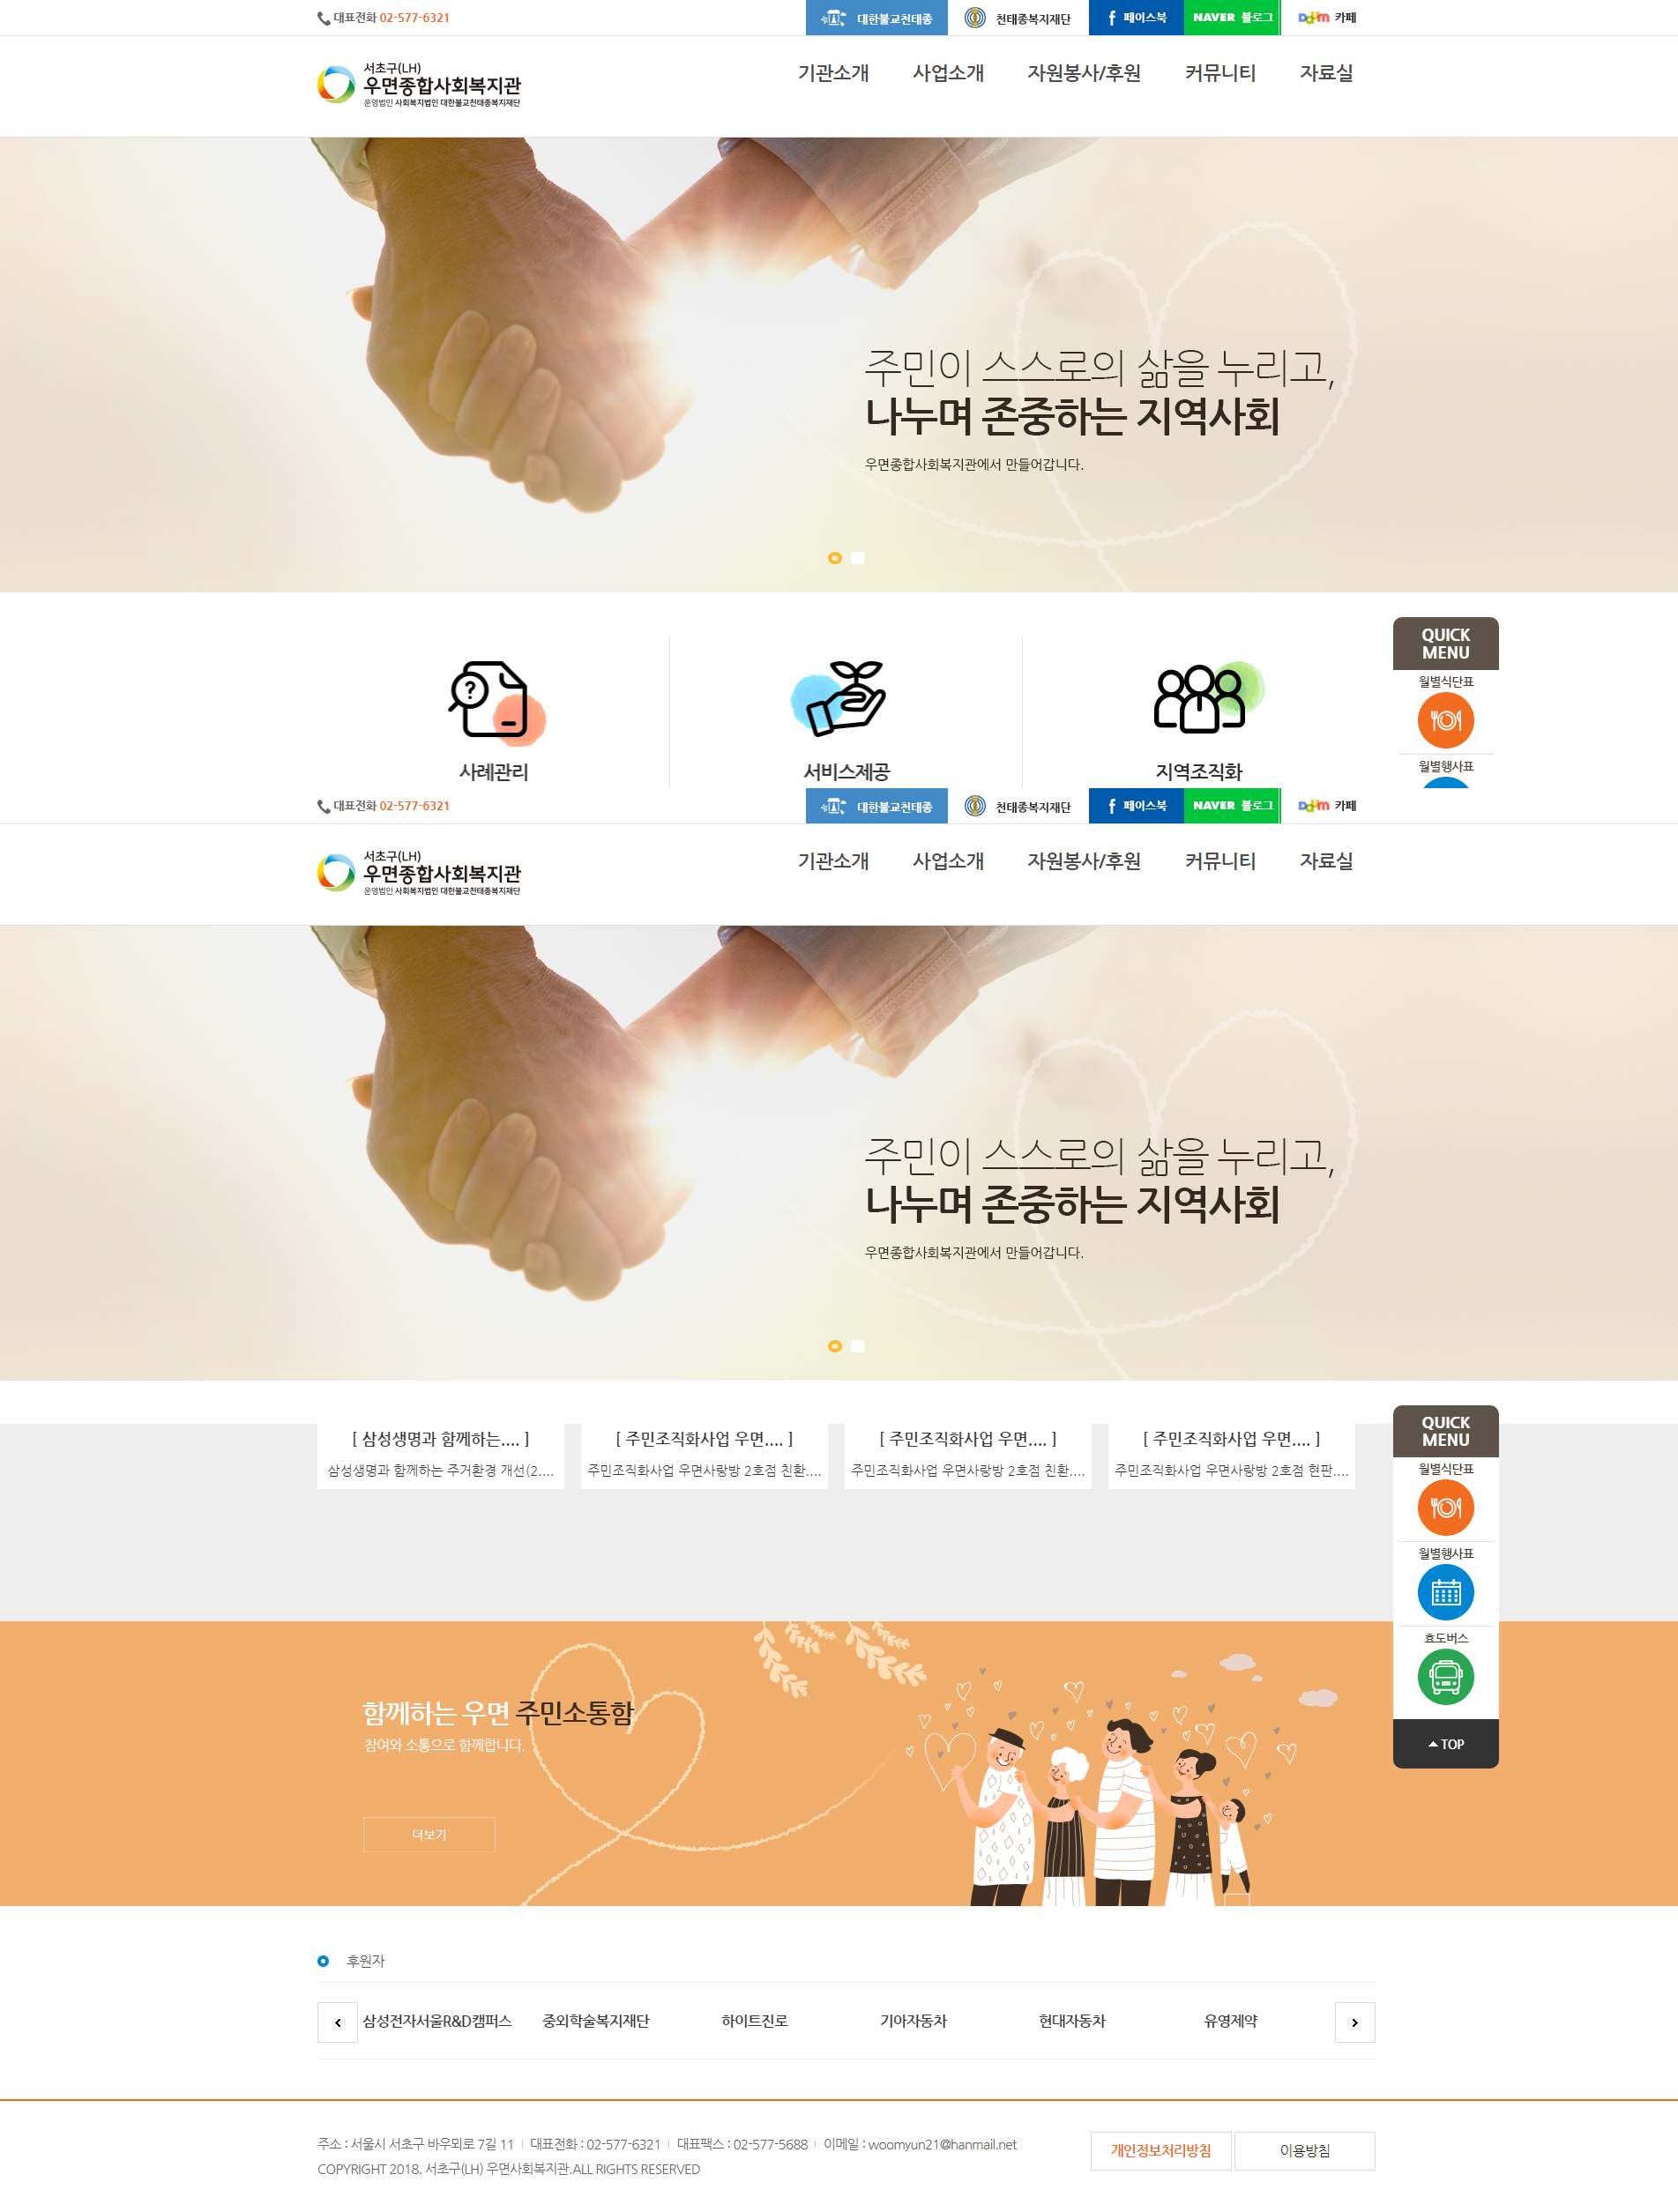 대표전화 02-577-6321
대한불교천태종
천태종복지재단
페이스북
NAVER 블로그
Daum 카페
서초구(LH)
우면종합사회복지관
운영법인 사회복지법인 대한불교천태종복지재단
기관소개
사업소개
자원봉사/후원
커뮤니티
자료실
주민이 스스로의 삶을 누리고,
나누며 존중하는 지역사회
우면종합사회복지관에서 만들어갑니다.
사례관리
서비스제공
지역조직화
QUICK
MENU
월별식단표
월별행사표
대표전화 02-577-6321
대한불교천태종
천태종복지재단
페이스북
NAVER 블로그
Daum 카페
서초구(LH)
우면종합사회복지관
운영법인 사회복지법인 대한불교천태종복지재단
기관소개
사업소개
자원봉사/후원
커뮤니티
자료실
주민이 스스로의 삶을 누리고,
나누며 존중하는 지역사회
우면종합사회복지관에서 만들어갑니다.
[ 삼성생명과 함께하는.... ]
삼성생명과 함께하는 주거환경 개선(2....
[ 주민조직화사업 우면.... ]
주민조직화사업 우면사랑방 2호점 친환....
[ 주민조직화사업 우면.... ]
주민조직화사업 우면사랑방 2호점 친환....
[ 주민조직화사업 우면.... ]
주민조직화사업 우면사랑방 2호점 현판....
QUICK
MENU
월별식단표
월별행사표
효도버스
TOP
함께하는 우면 주민소통함
참여와 소통으로 함께합니다.
더보기
후원자
삼성전자서울R&D캠퍼스
중외학술복지재단
하이트진로
기아자동차
현대자동차
유영제약
주소 : 서울시 서초구 바우뫼로 7길 11 | 대표전화 : 02-577-6321 | 대표팩스 : 02-577-5688 | 이메일 : woomyun21@hanmail.net
COPYRIGHT 2018. 서초구(LH) 우면사회복지관.ALL RIGHTS RESERVED
개인정보처리방침
이용방침